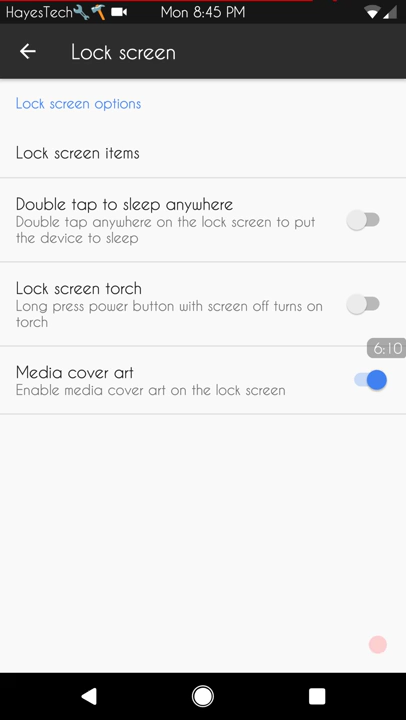 HayesTech🔧🔨 Mon 8:45 PM
Lock screen
Lock screen options
Lock screen items
Double tap to sleep anywhere
Double tap anywhere on the lock screen to put
the device to sleep
Lock screen torch
Long press power button with screen off turns on
torch
6:10
Media cover art
Enable media cover art on the lock screen